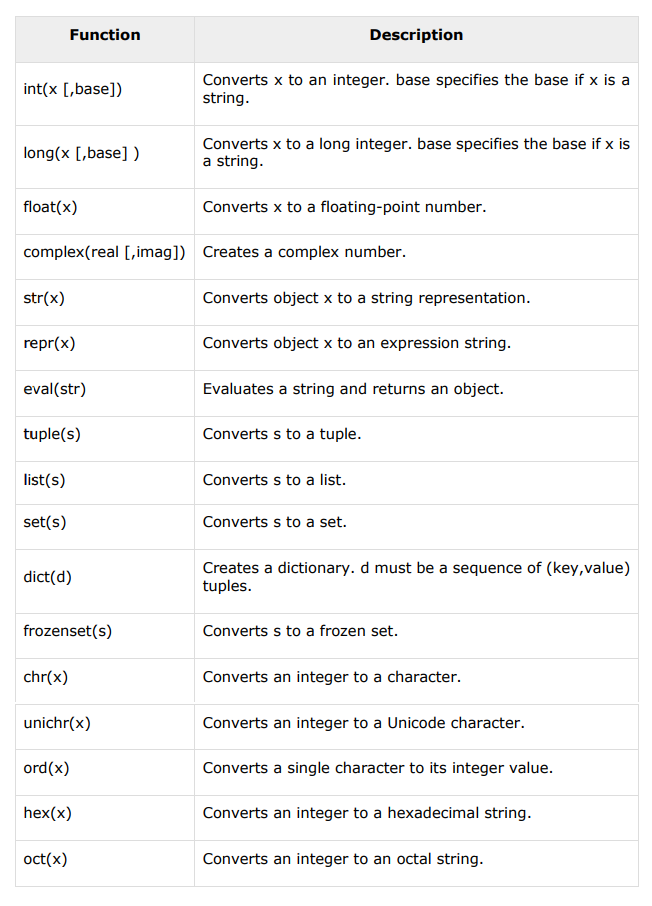 Function Description
int(x [,base]) Converts x to an integer. base specifies the base if x is a
string.
long(x [,base] ) Converts x to a long integer. base specifies the base if x is
a string.
float(x) Converts x to a floating-point number.
complex(real [,imag]) Creates a complex number.
str(x) Converts object x to a string representation.
repr(x) Converts object x to an expression string.
eval(str) Evaluates a string and returns an object.
tuple(s) Converts s to a tuple.
list(s) Converts s to a list.
set(s) Converts s to a set.
dict(d) Creates a dictionary. d must be a sequence of (key,value)
tuples.
frozenset(s) Converts s to a frozen set.
chr(x) Converts an integer to a character.
unichr(x) Converts an integer to a Unicode character.
ord(x) Converts a single character to its integer value.
hex(x) Converts an integer to a hexadecimal string.
oct(x) Converts an integer to an octal string.